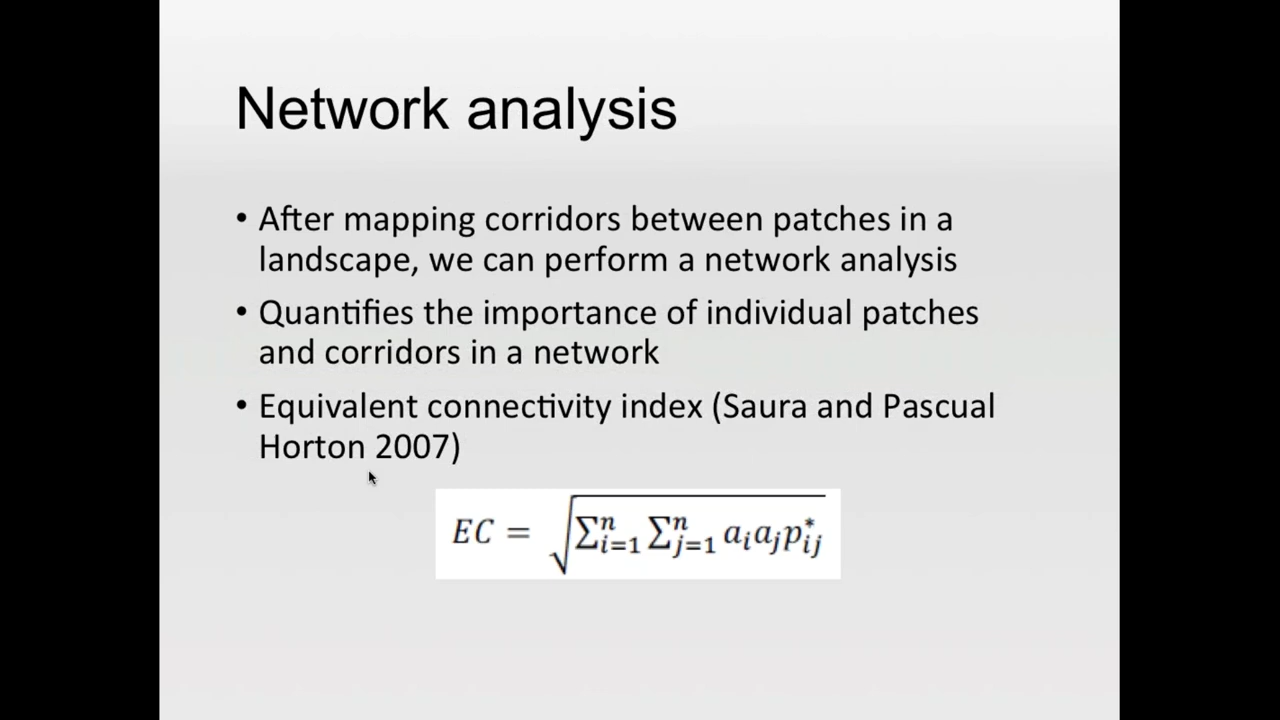 Network analysis
• After mapping corridors between patches in a
landscape, we can perform a network analysis
• Quantifies the importance of individual patches
and corridors in a network
• Equivalent connectivity index (Saura and Pascual
Horton 2007)
EC = √(∑ⁿᵢ₌₁ ∑ⁿⱼ₌₁ aᵢaⱼp*ᵢⱼ)